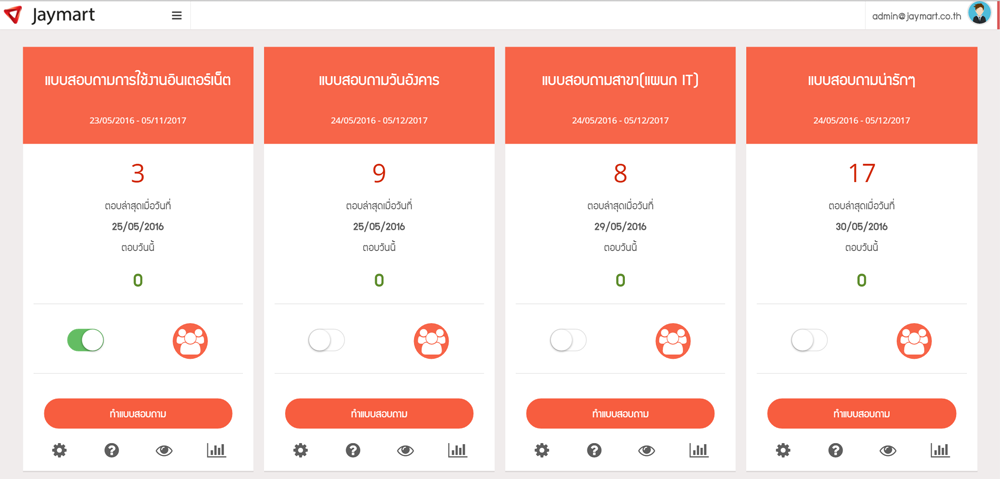 Jaymart
admin@jaymart.co.th
แบบสอบถามการใช้งานอินเตอร์เน็ต
23/05/2016 - 05/11/2017
3
ตอบล่าสุดเมื่อวันที่
25/05/2016
ตอบวันนี้
0
ทำแบบสอบถาม
แบบสอบถามวันอังคาร
24/05/2016 - 05/12/2017
9
ตอบล่าสุดเมื่อวันที่
25/05/2016
ตอบวันนี้
0
ทำแบบสอบถาม
แบบสอบถามสาขา(แผนก IT)
24/05/2016 - 05/12/2017
8
ตอบล่าสุดเมื่อวันที่
29/05/2016
ตอบวันนี้
0
ทำแบบสอบถาม
แบบสอบถามน่ารักๆ
24/05/2016 - 05/12/2017
17
ตอบล่าสุดเมื่อวันที่
30/05/2016
ตอบวันนี้
0
ทำแบบสอบถาม